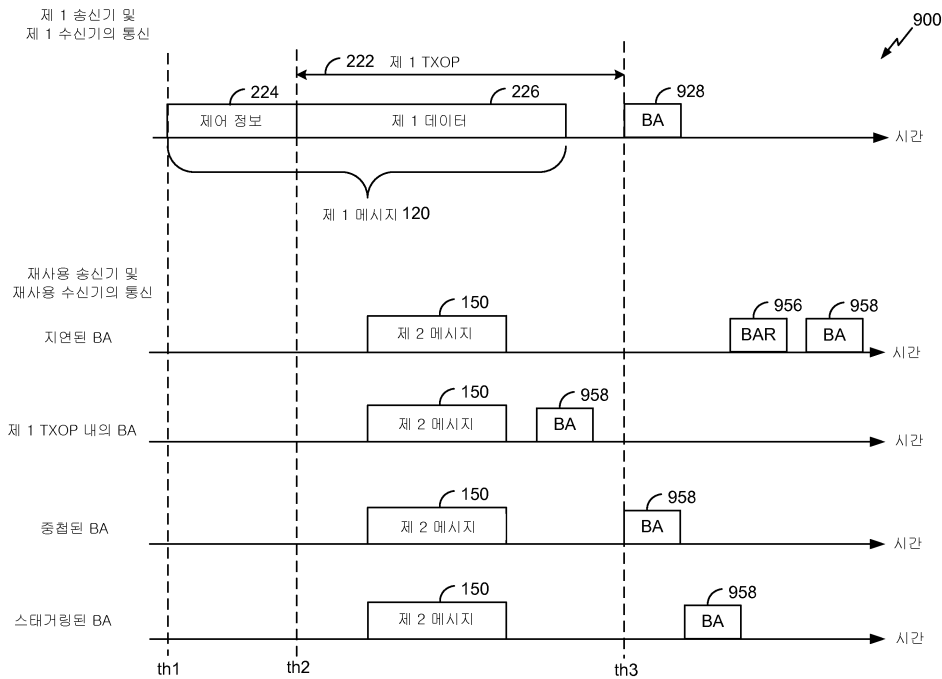 제 1 송신기 및
제 1 수신기의 통신
900
222 제 1 TXOP
224
226
928
제어 정보
제 1 데이터
BA
시간
제 1 메시지 120
재사용 송신기 및
재사용 수신기의 통신
150
956
958
지연된 BA
제 2 메시지
BAR
BA
시간
150
958
제 1 TXOP 내의 BA
제 2 메시지
BA
시간
150
958
중첩된 BA
제 2 메시지
BA
시간
150
958
스태거링된 BA
제 2 메시지
BA
시간
th1
th2
th3